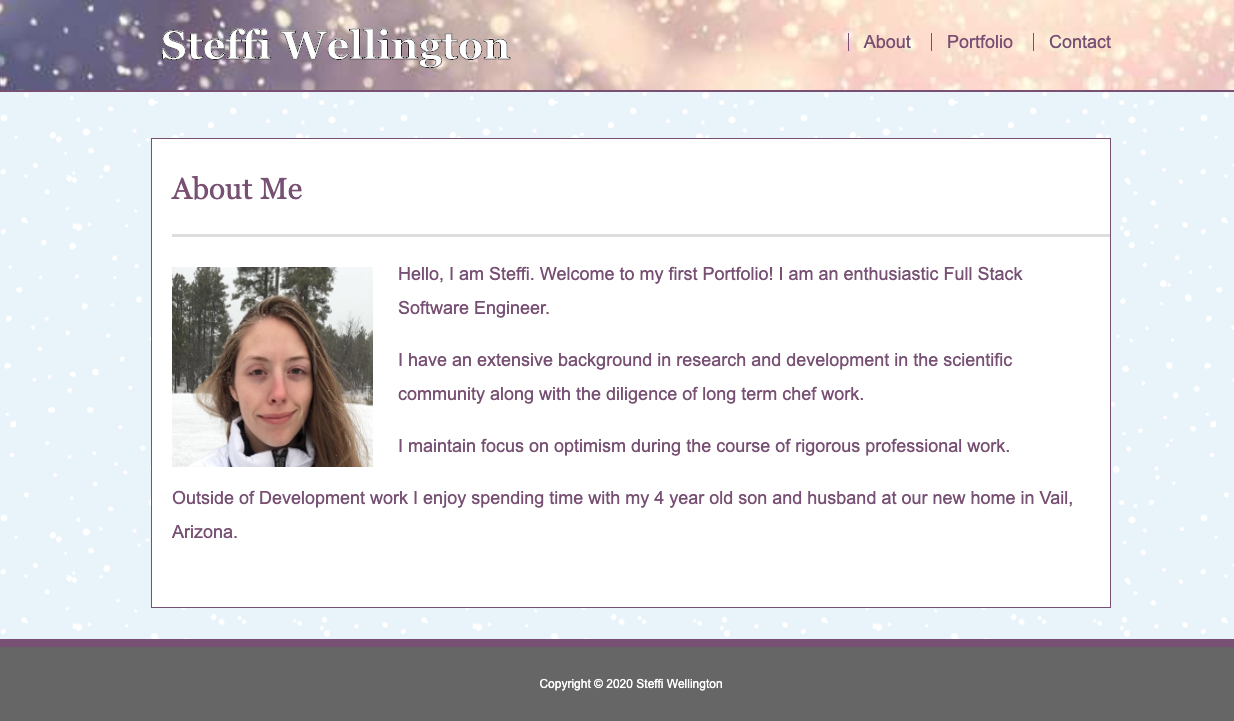 Steffi Wellington
About
Portfolio
Contact
About Me
Hello, I am Steffi. Welcome to my first Portfolio! I am an enthusiastic Full Stack
Software Engineer.
I have an extensive background in research and development in the scientific
community along with the diligence of long term chef work.
I maintain focus on optimism during the course of rigorous professional work.
Outside of Development work I enjoy spending time with my 4 year old son and husband at our new home in Vail,
Arizona.
Copyright © 2020 Steffi Wellington